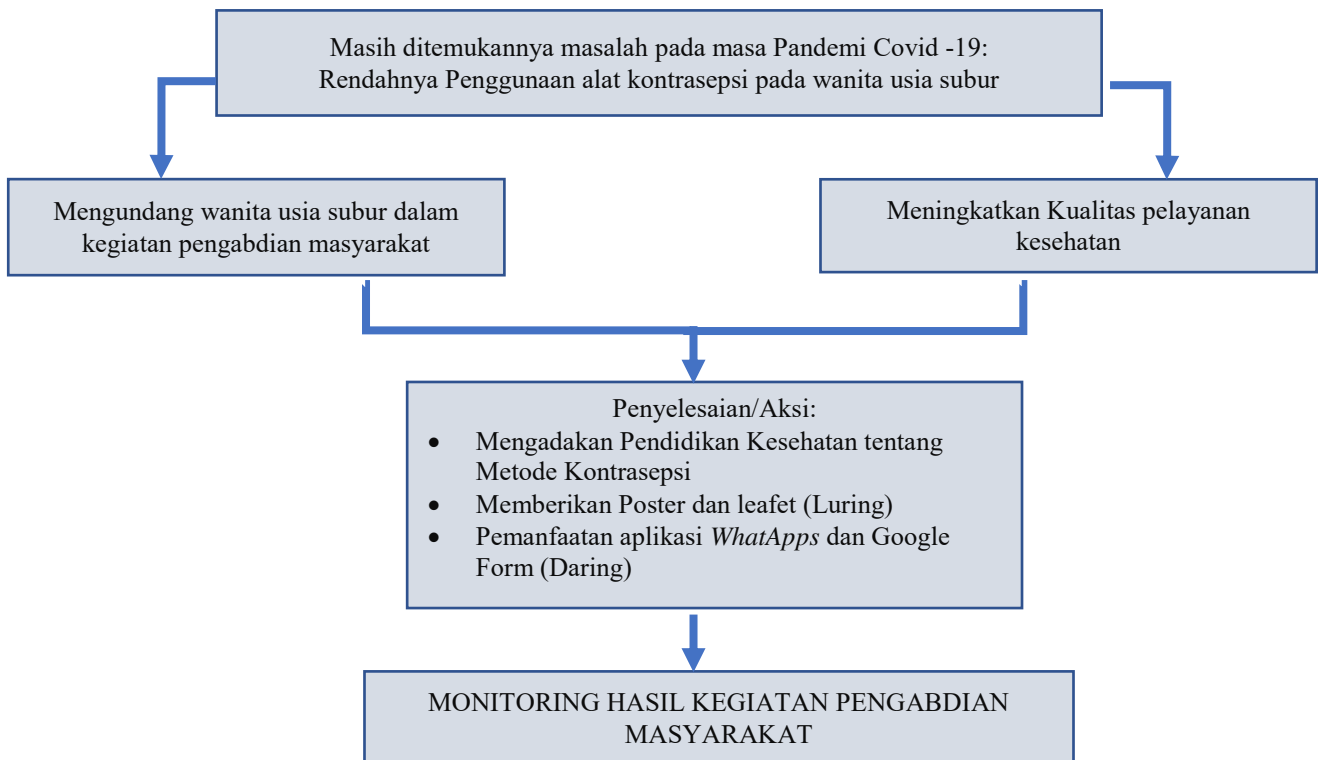 Masih ditemukannya masalah pada masa Pandemi Covid -19:
Rendahnya Penggunaan alat kontrasepsi pada wanita usia subur
Mengundang wanita usia subur dalam
kegiatan pengabdian masyarakat
Meningkatkan Kualitas pelayanan
kesehatan
Penyelesaian/Aksi:
• Mengadakan Pendidikan Kesehatan tentang
Metode Kontrasepsi
• Memberikan Poster dan leafet (Luring)
• Pemanfaatan aplikasi WhatApps dan Google
Form (Daring)
MONITORING HASIL KEGIATAN PENGABDIAN
MASYARAKAT